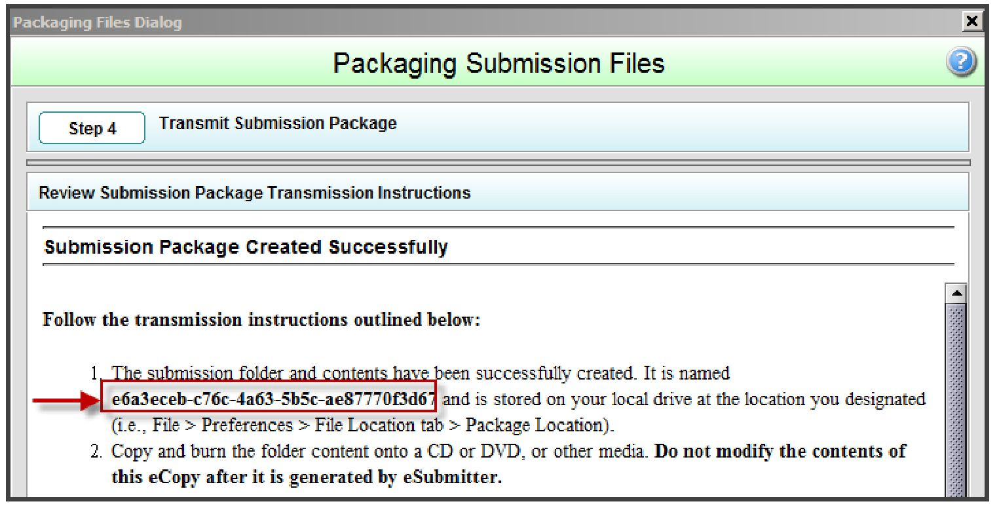 Packaging Files Dialog
Packaging Submission Files
Step 4
Transmit Submission Package
Review Submission Package Transmission Instructions
Submission Package Created Successfully
Follow the transmission instructions outlined below:
1. The submission folder and contents have been successfully created. It is named
e6a3eceb-c76c-4a63-5b5c-ae87770f3d67 and is stored on your local drive at the location you designated
(i.e., File > Preferences > File Location tab > Package Location).
2. Copy and burn the folder content onto a CD or DVD, or other media. Do not modify the contents of
this eCopy after it is generated by eSubmitter.